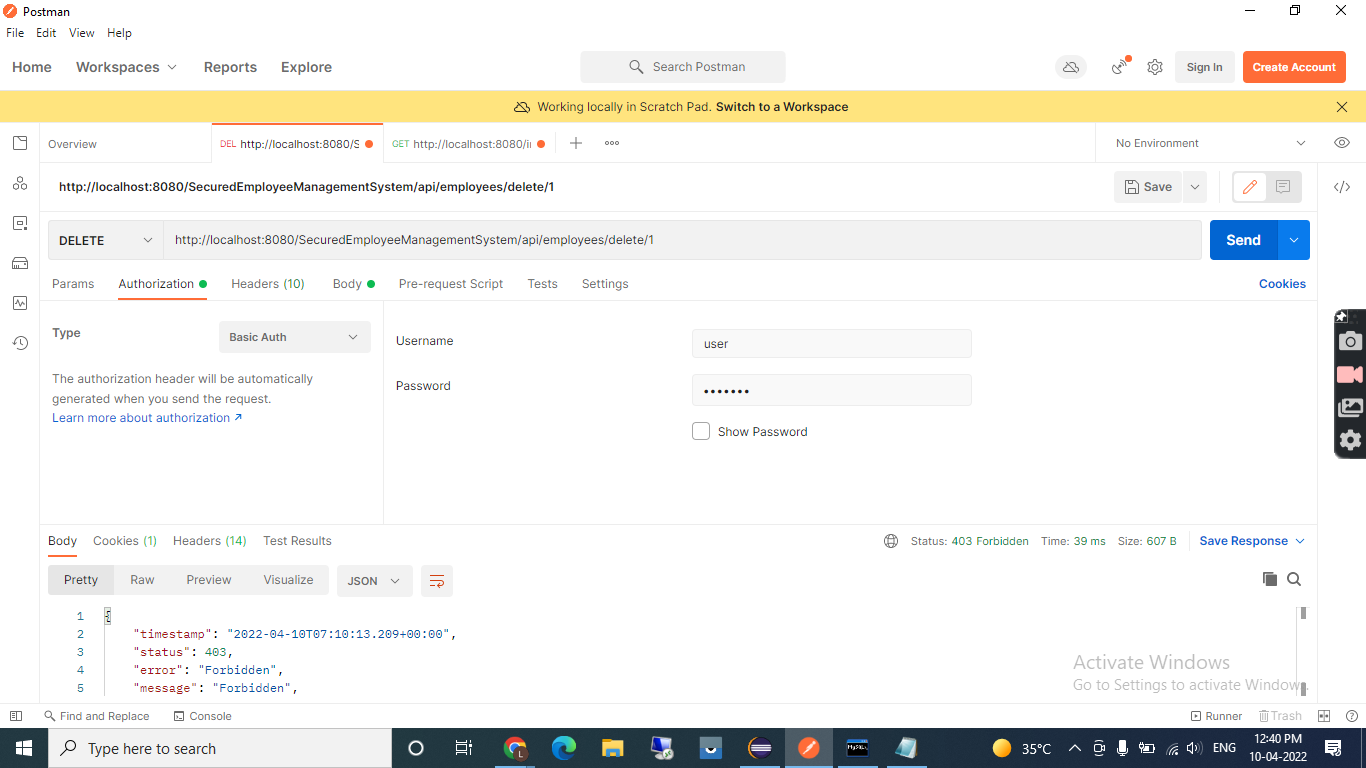 Postman
File Edit View Help
Home Workspaces Reports Explore Search Postman Sign In Create Account
Working locally in Scratch Pad. Switch to a Workspace
Overview DEL http://localhost:8080/S GET http://localhost:8080/i No Environment
http://localhost:8080/SecuredEmployeeManagementSystem/api/employees/delete/1 Save
DELETE http://localhost:8080/SecuredEmployeeManagementSystem/api/employees/delete/1 Send
Params Authorization Headers (10) Body Pre-request Script Tests Settings Cookies
Type Basic Auth
The authorization header will be automatically
generated when you send the request.
Learn more about authorization ↗
Username user
Password •••••••
Show Password
Body Cookies (1) Headers (14) Test Results Status: 403 Forbidden Time: 39 ms Size: 607 B Save Response
Pretty Raw Preview Visualize JSON
1 {
2 "timestamp": "2022-04-10T07:10:13.209+00:00",
3 "status": 403,
4 "error": "Forbidden",
5 "message": "Forbidden",
Activate Windows
Go to Settings to activate Windows.
Find and Replace Console Runner Trash
Type here to search L MySQL 35°C ENG 12:40 PM
10-04-2022